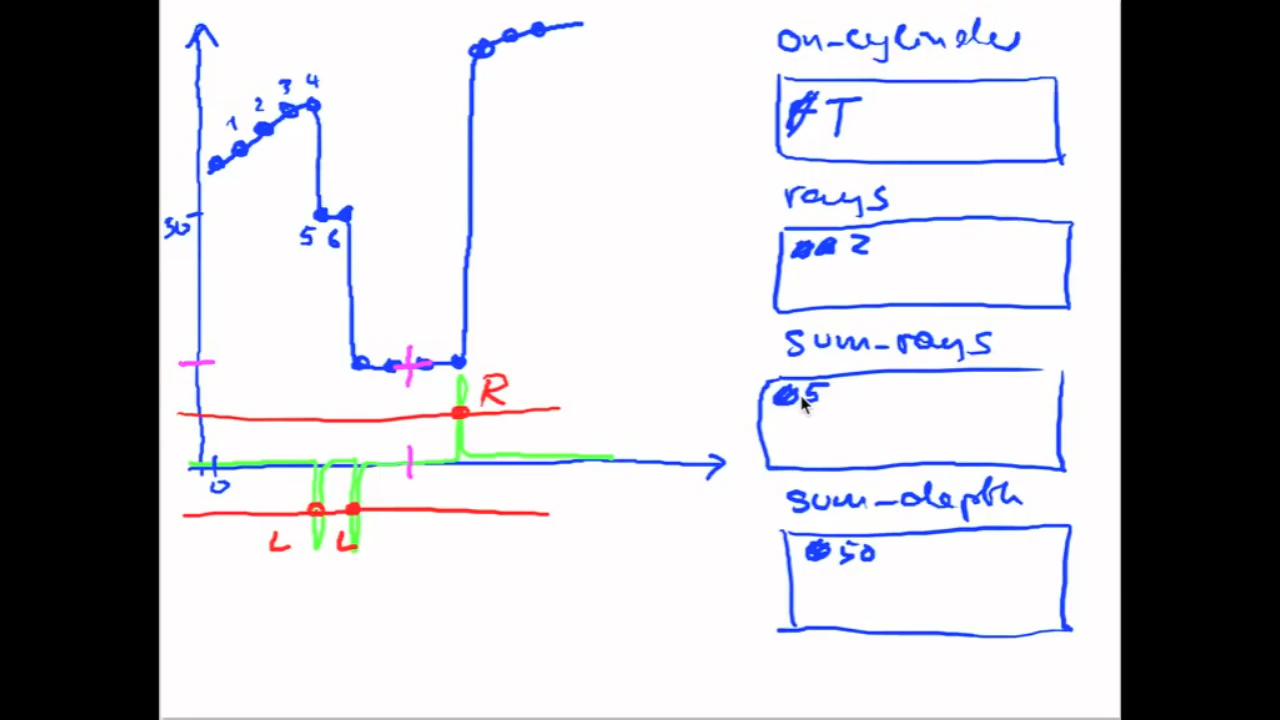 on-cylinder
T
rays
2
sum-rays
5
sum-depth
50
1 2 3 4
50
5 6
R
0
L L